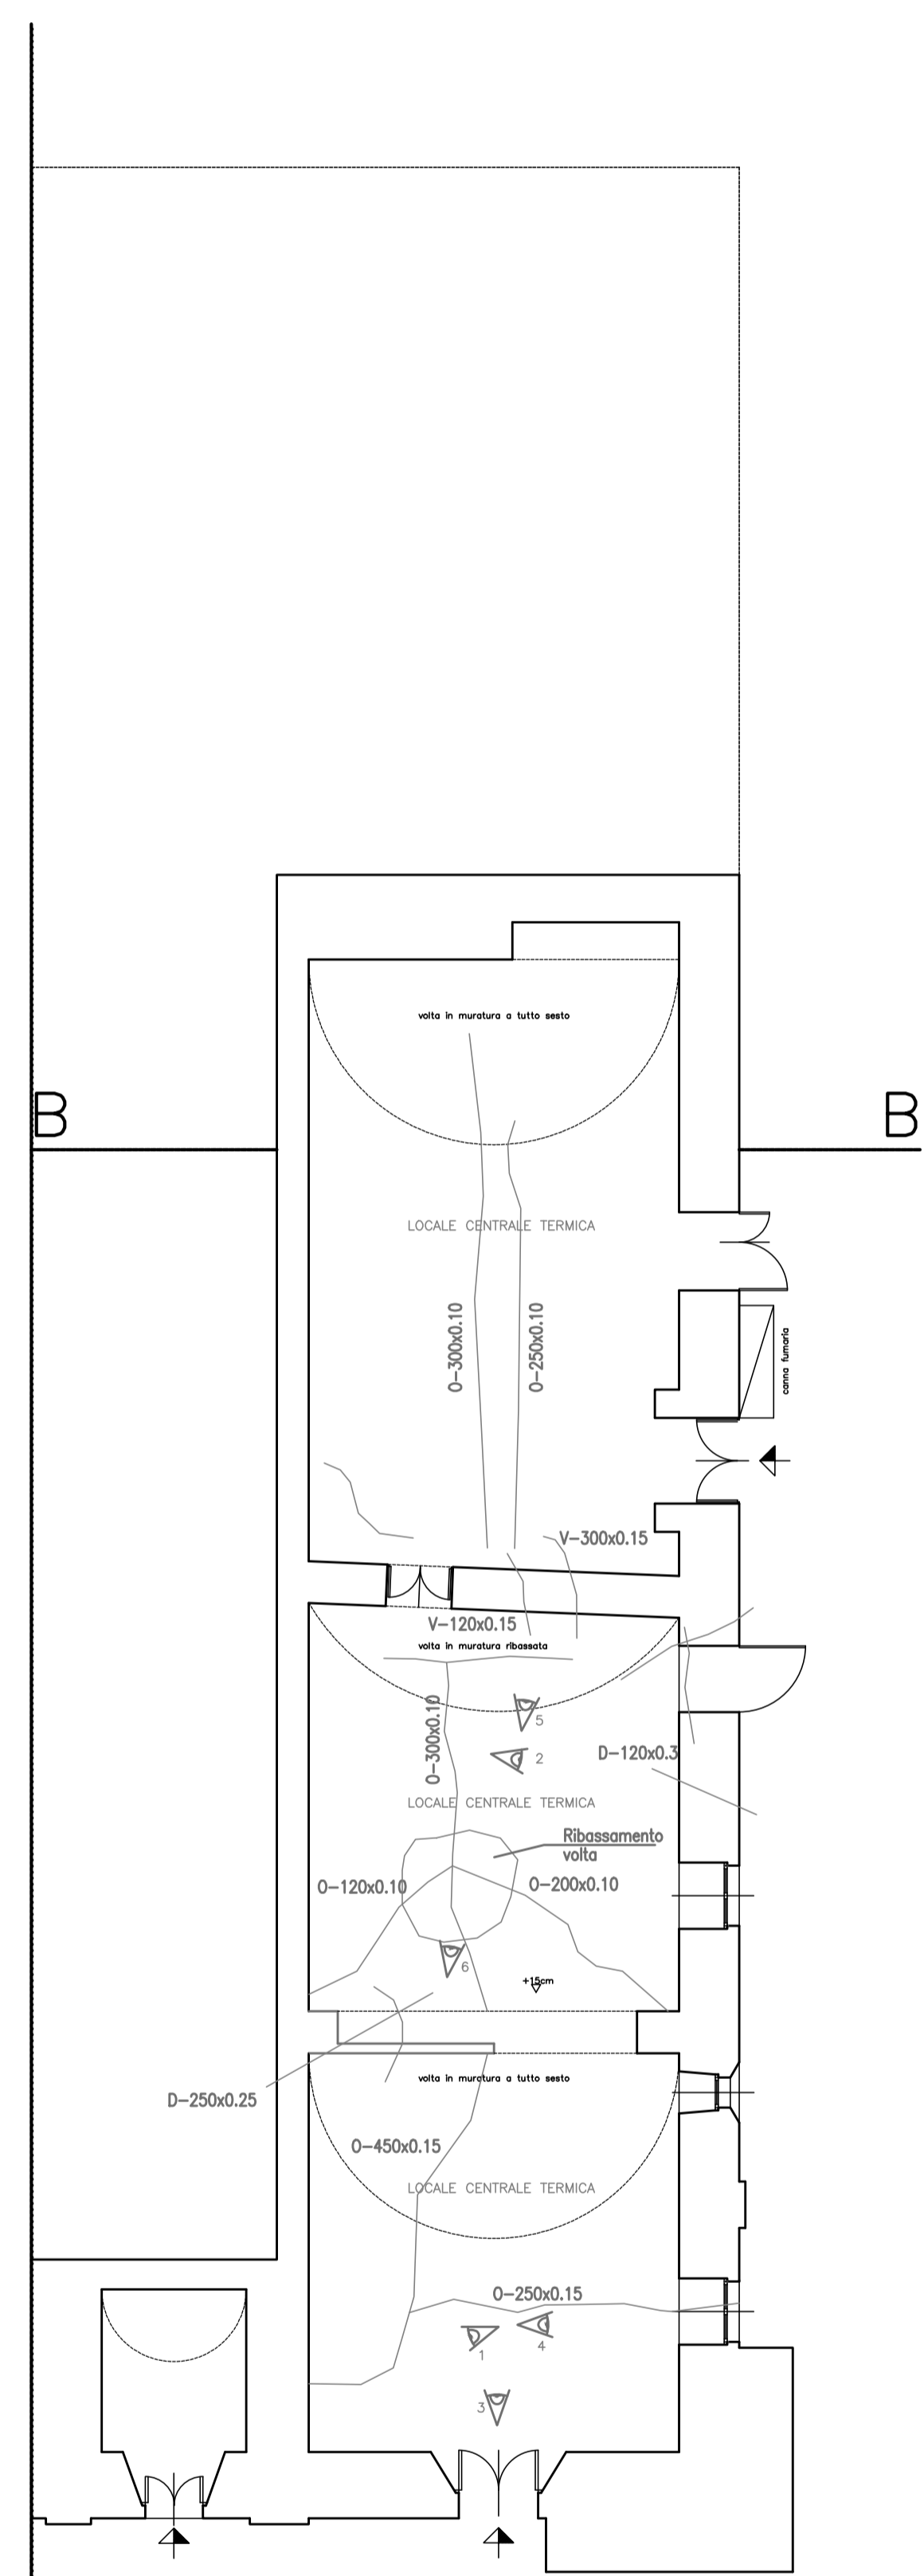 volta in muratura a tutto sesto
B
B
LOCALE CENTRALE TERMICA
O-300x0.10
O-250x0.10
canna fumaria
V-300x0.15
V-120x0.15
volta in muratura ribassata
O-300x0.10
5
2
D-120x0.3
LOCALE CENTRALE TERMICA
Ribassamento
volta
O-120x0.10
O-200x0.10
6
+15cm
volta in muratura a tutto sesto
D-250x0.25
O-450x0.15
LOCALE CENTRALE TERMICA
O-250x0.15
1
4
3